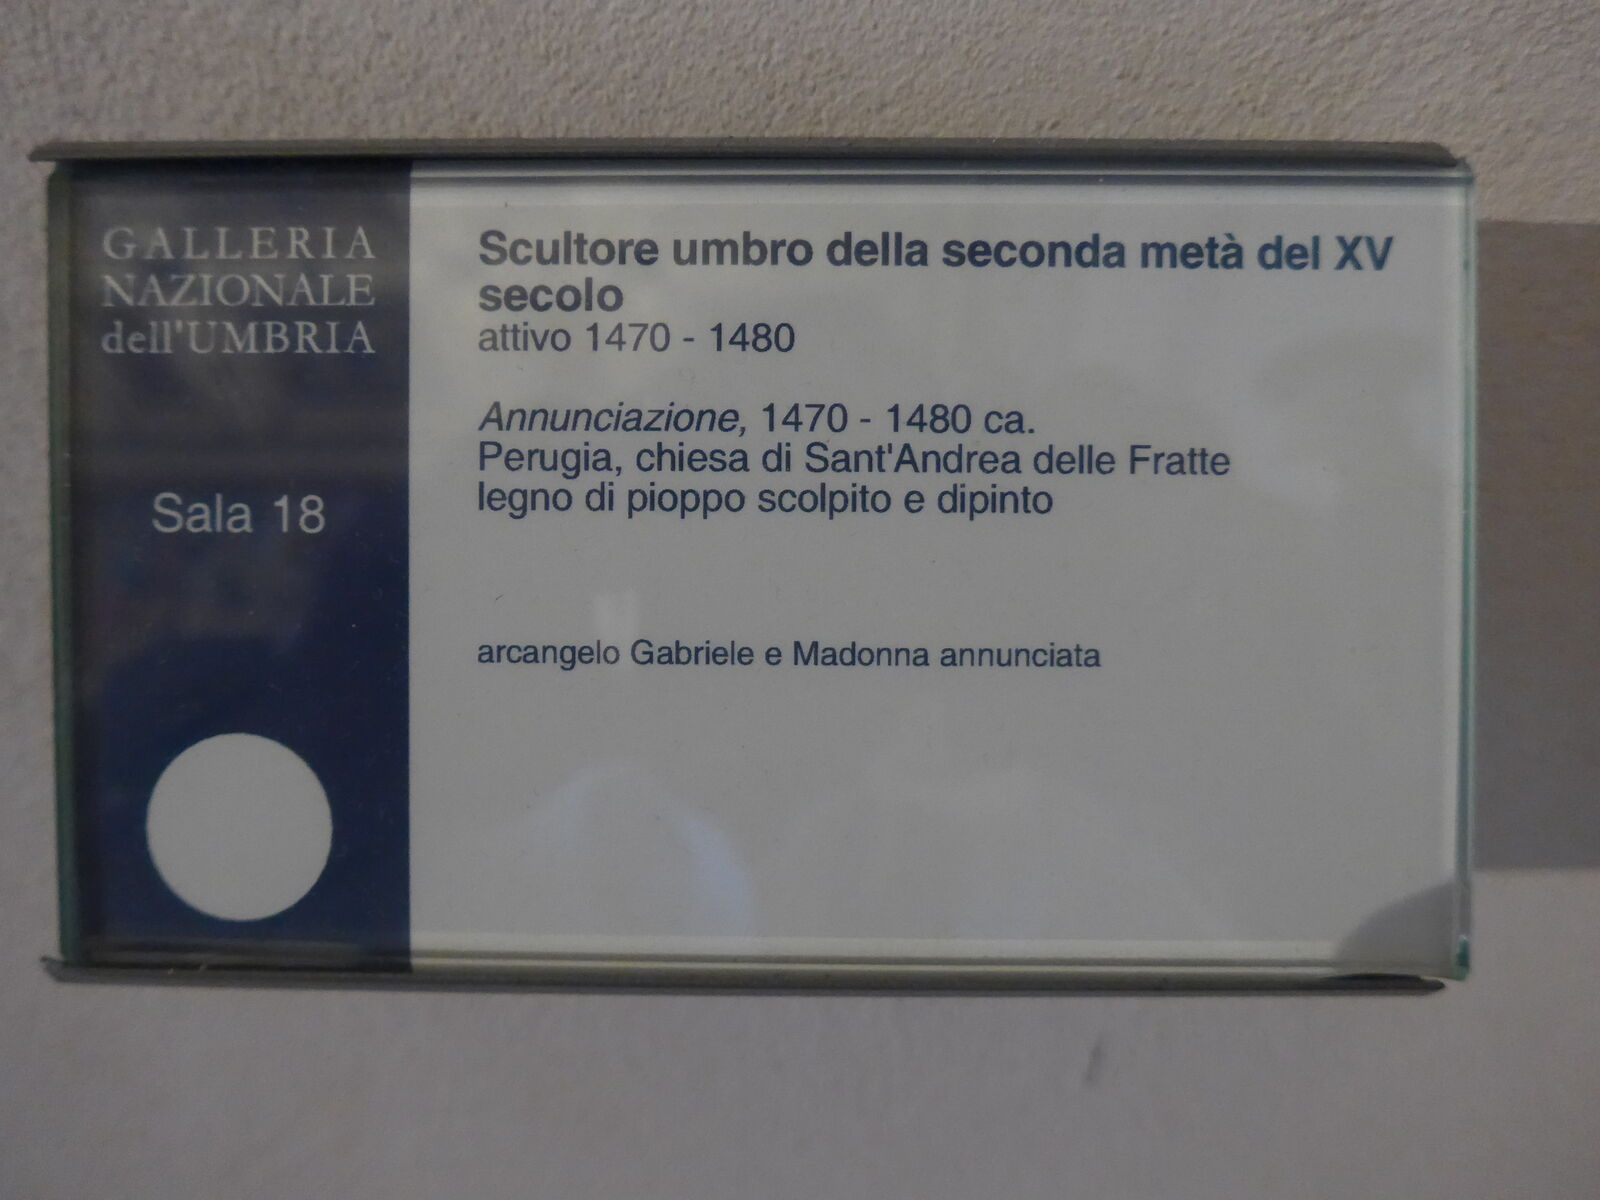 GALLERIA
NAZIONALE
dell'UMBRIA
Sala 18
Scultore umbro della seconda metà del XV
secolo
attivo 1470 - 1480
Annunciazione, 1470 - 1480 ca.
Perugia, chiesa di Sant'Andrea delle Fratte
legno di pioppo scolpito e dipinto
arcangelo Gabriele e Madonna annunciata